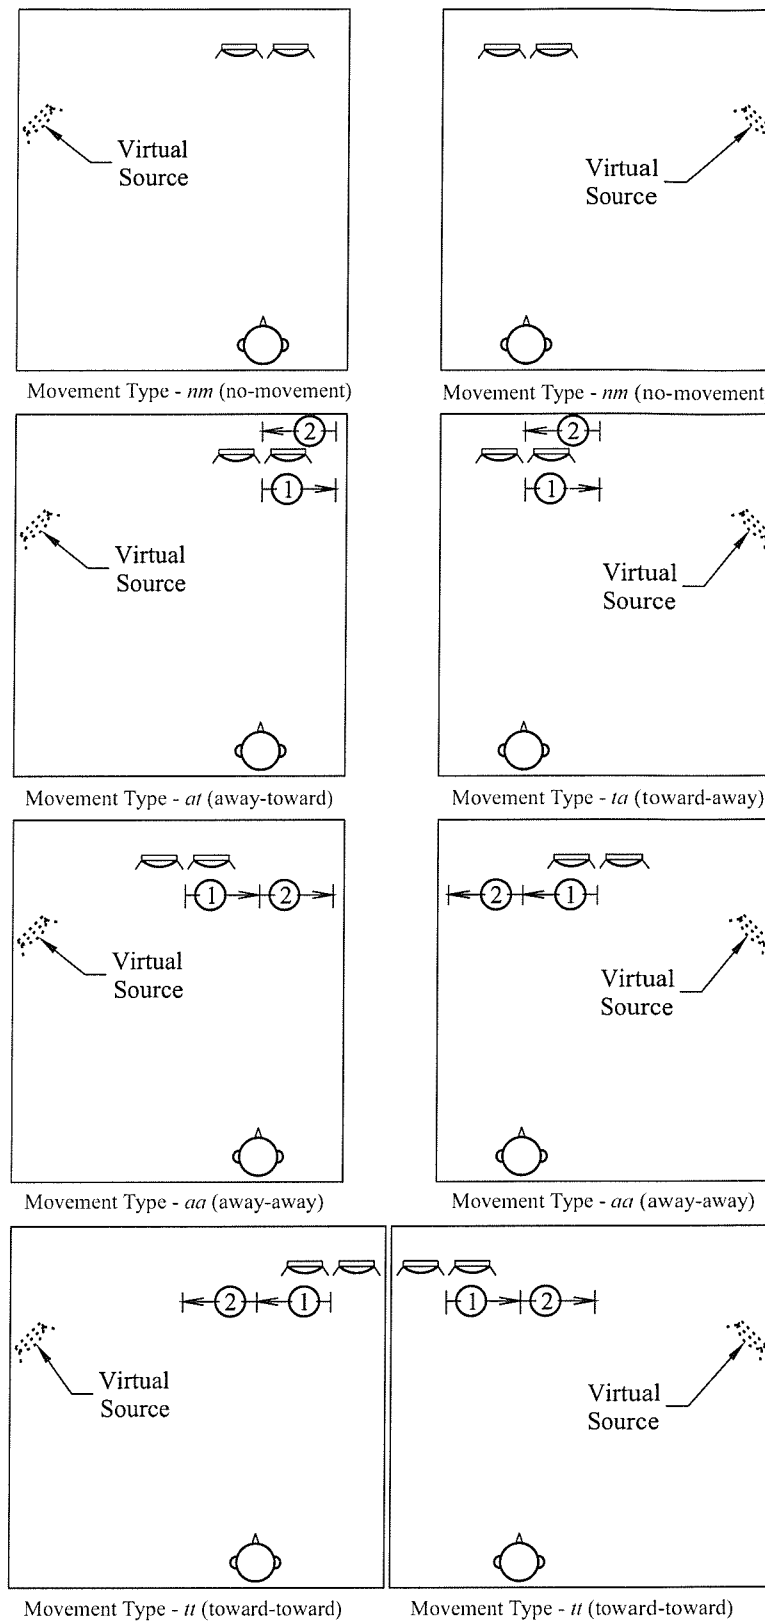 Virtual
Source
Virtual
Source
Movement Type - nm (no-movement)
Movement Type - nm (no-movement
2
1
Virtual
Source
2
1
Virtual
Source
Movement Type - at (away-toward)
Movement Type - ta (toward-away)
1
2
Virtual
Source
2
1
Virtual
Source
Movement Type - aa (away-away)
Movement Type - aa (away-away)
2
1
Virtual
Source
1
2
Virtual
Source
Movement Type - tt (toward-toward)
Movement Type - tt (toward-toward)